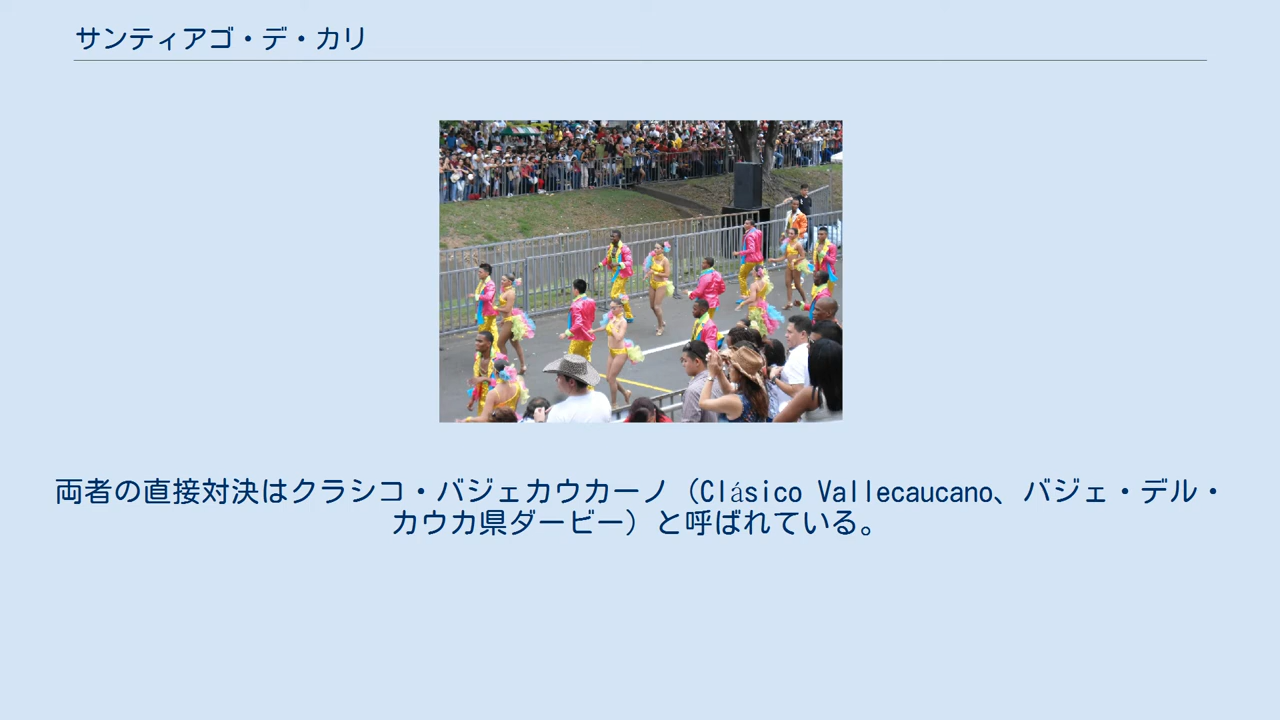 サンティアゴ・デ・カリ
両者の直接対決はクラシコ・バジェカウカーノ（Clásico Vallecaucano、バジェ・デル・
カウカ県ダービー）と呼ばれている。